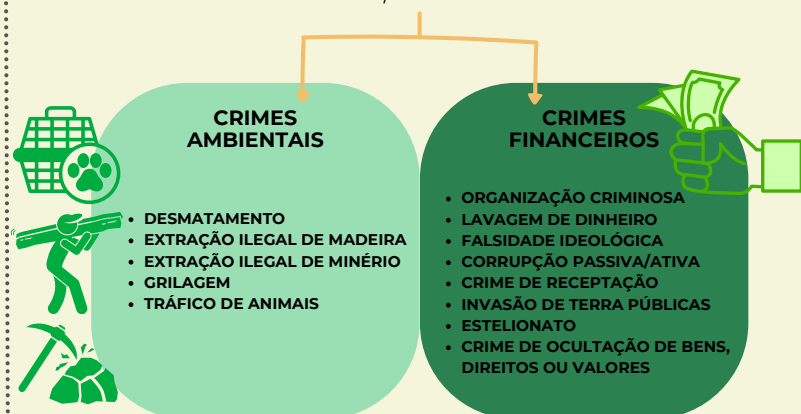 CRIMES
AMBIENTAIS
• DESMATAMENTO
• EXTRAÇÃO ILEGAL DE MADEIRA
• EXTRAÇÃO ILEGAL DE MINÉRIO
• GRILAGEM
• TRÁFICO DE ANIMAIS
CRIMES
FINANCEIROS
• ORGANIZAÇÃO CRIMINOSA
• LAVAGEM DE DINHEIRO
• FALSIDADE IDEOLÓGICA
• CORRUPÇÃO PASSIVA/ATIVA
• CRIME DE RECEPTAÇÃO
• INVASÃO DE TERRA PÚBLICAS
• ESTELIONATO
• CRIME DE OCULTAÇÃO DE BENS,
DIREITOS OU VALORES